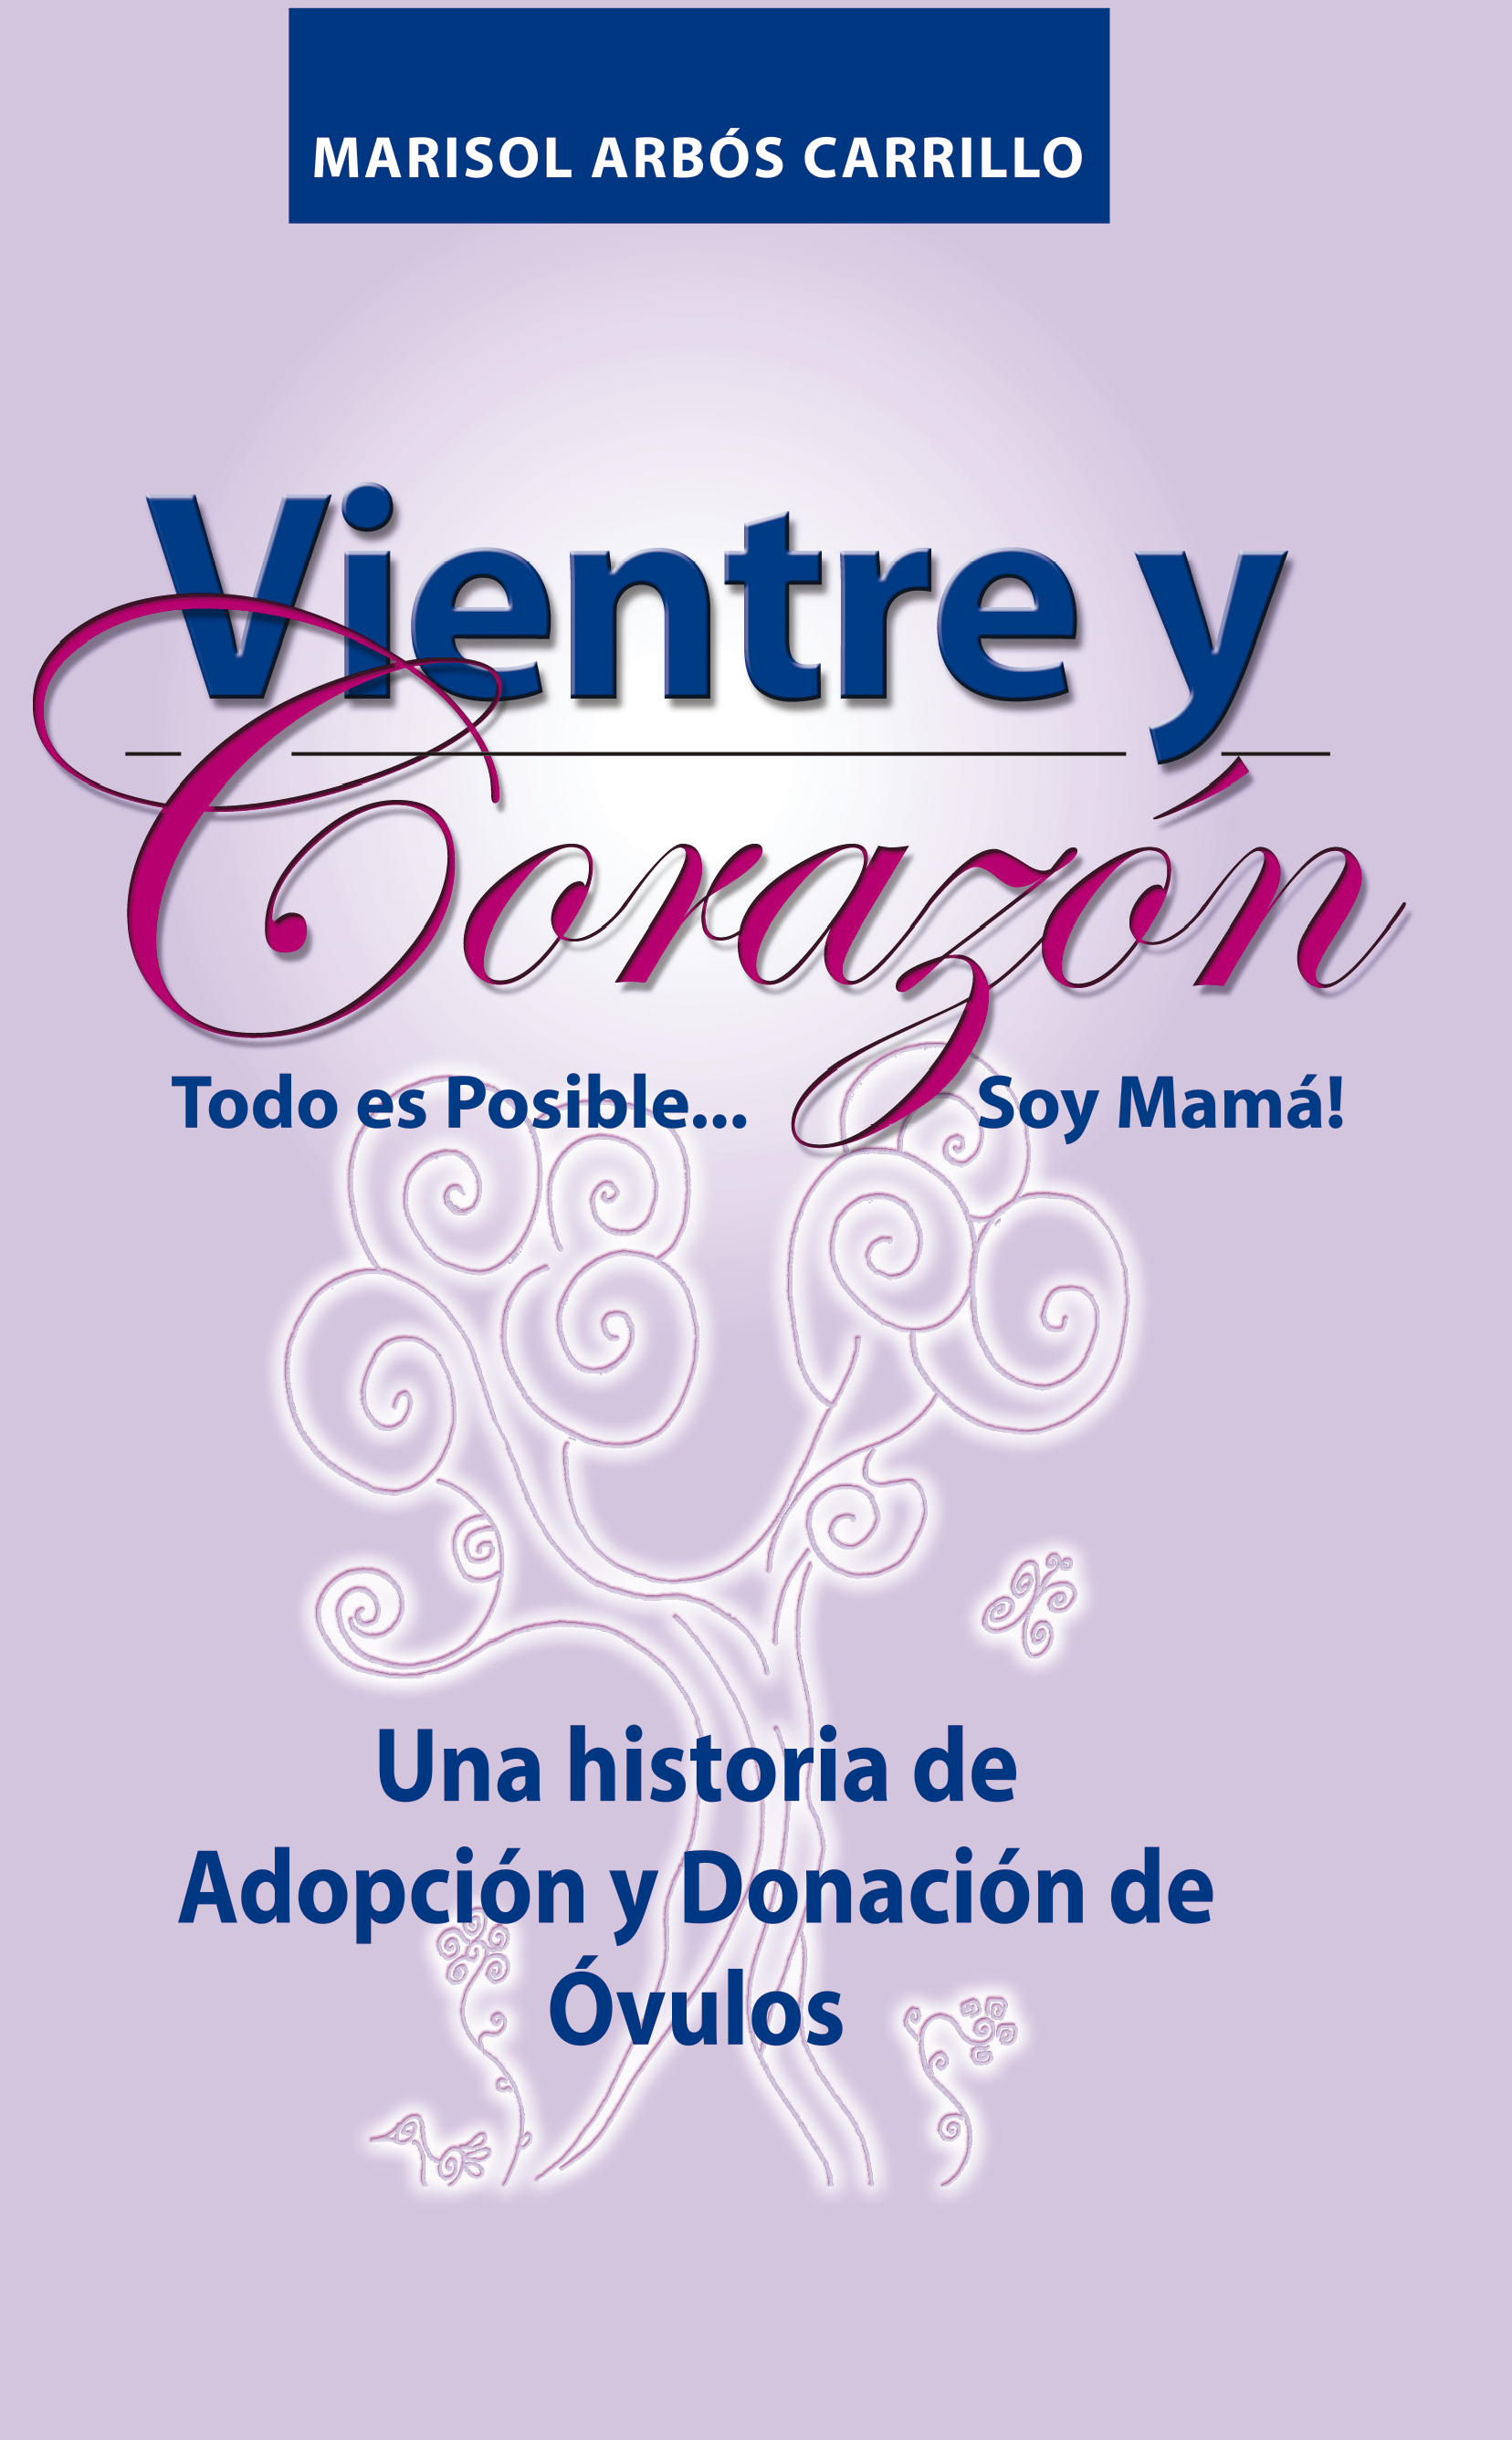 MARISOL ARBÓS CARRILLO
Vientre y
Corazón
Todo es Posible... Soy Mamá!
Una historia de
Adopción y Donación de
Óvulos